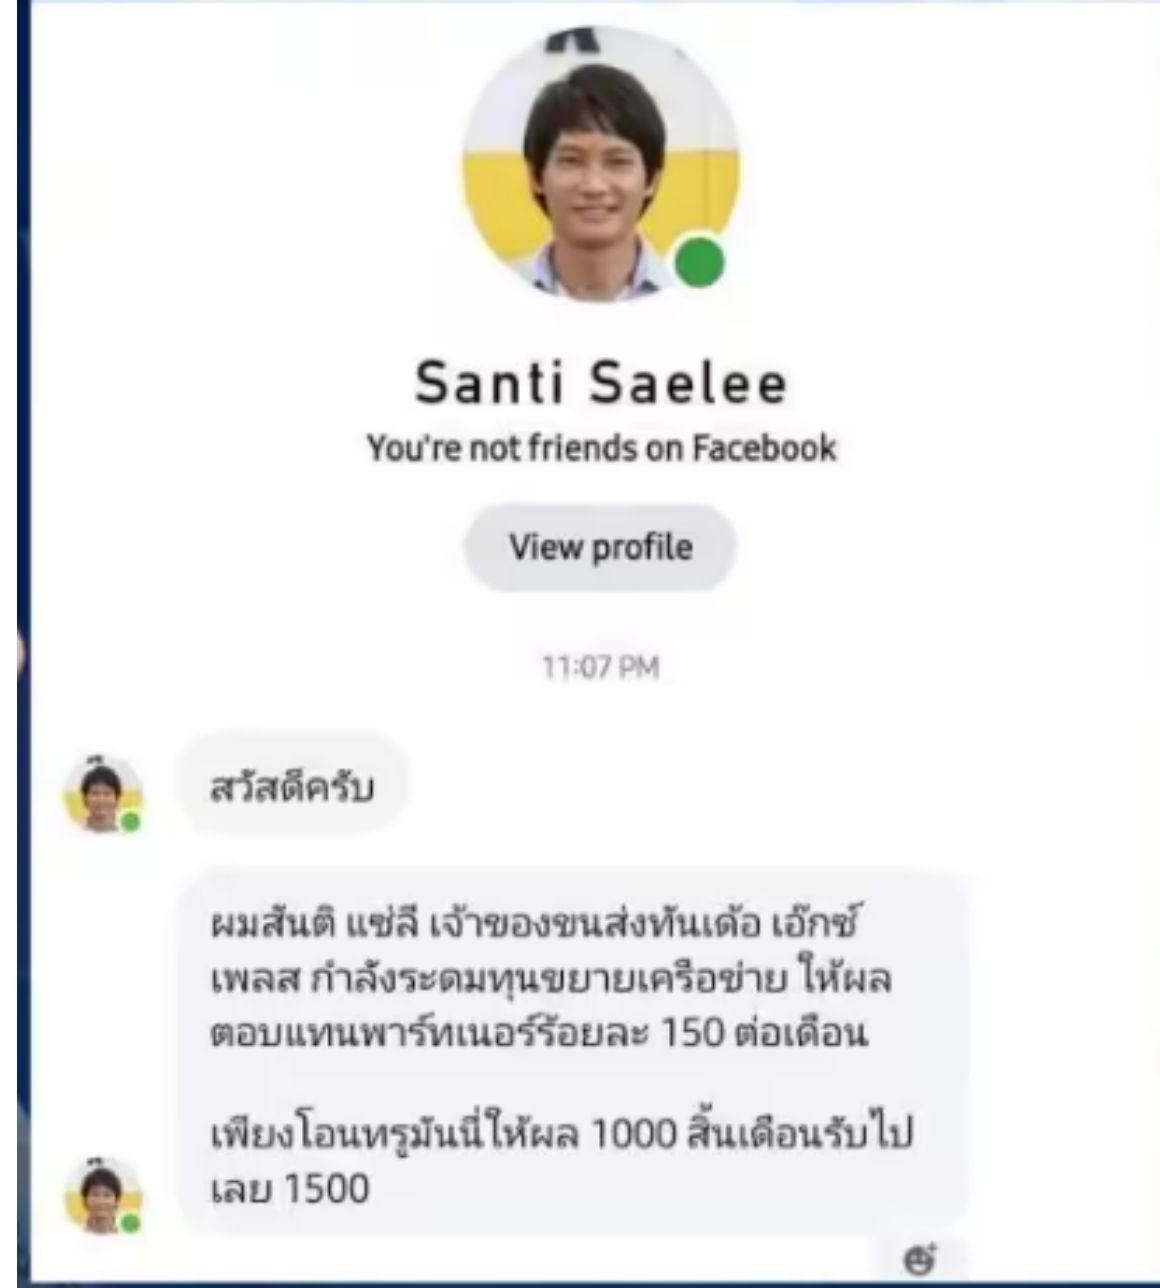 Santi Saelee
You're not friends on Facebook
View profile
11:07 PM
สวัสดีครับ
ผมสันติ แซ่ลี เจ้าของขนส่งทันเด้อ เอ๊กซ์
เพลส กำลังระดมทุนขยายเครือข่าย ให้ผล
ตอบแทนพาร์ทเนอร์ร้อยละ 150 ต่อเดือน
เพียงโอนทรูมันนี่ให้ผล 1000 สิ้นเดือนรับไป
เลย 1500